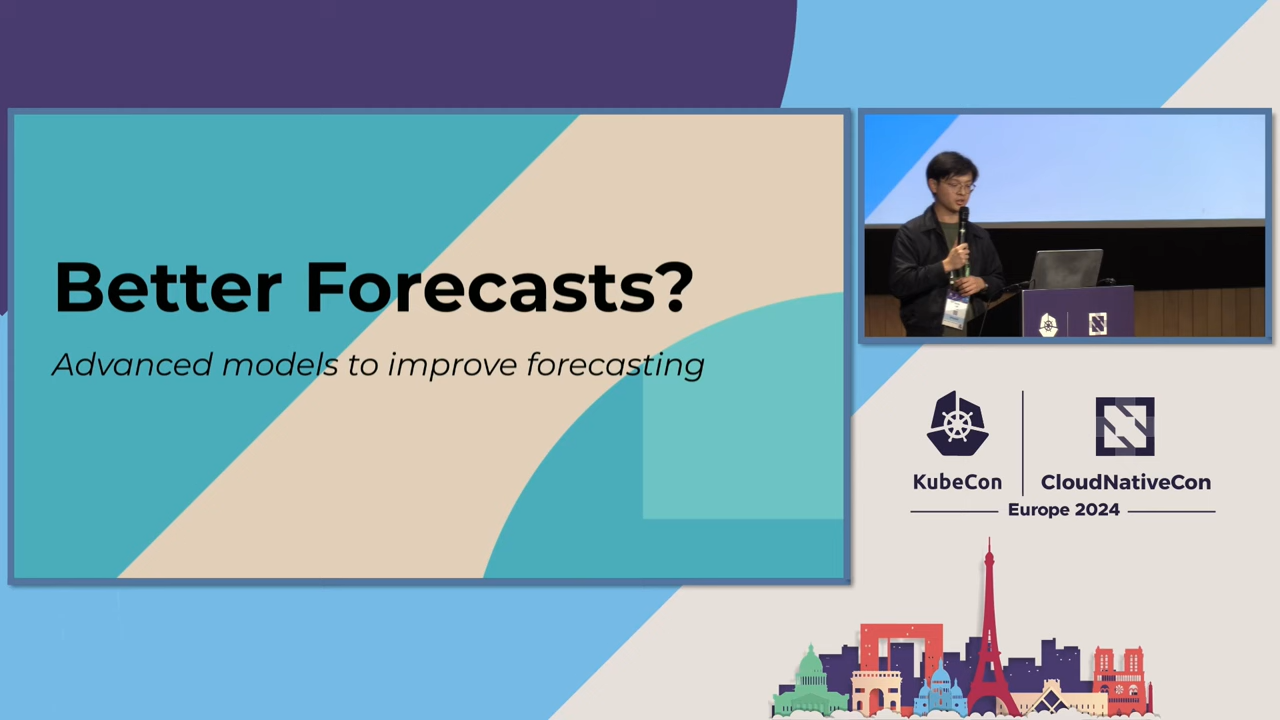 Better Forecasts?
Advanced models to improve forecasting
KubeCon
CloudNativeCon
Europe 2024